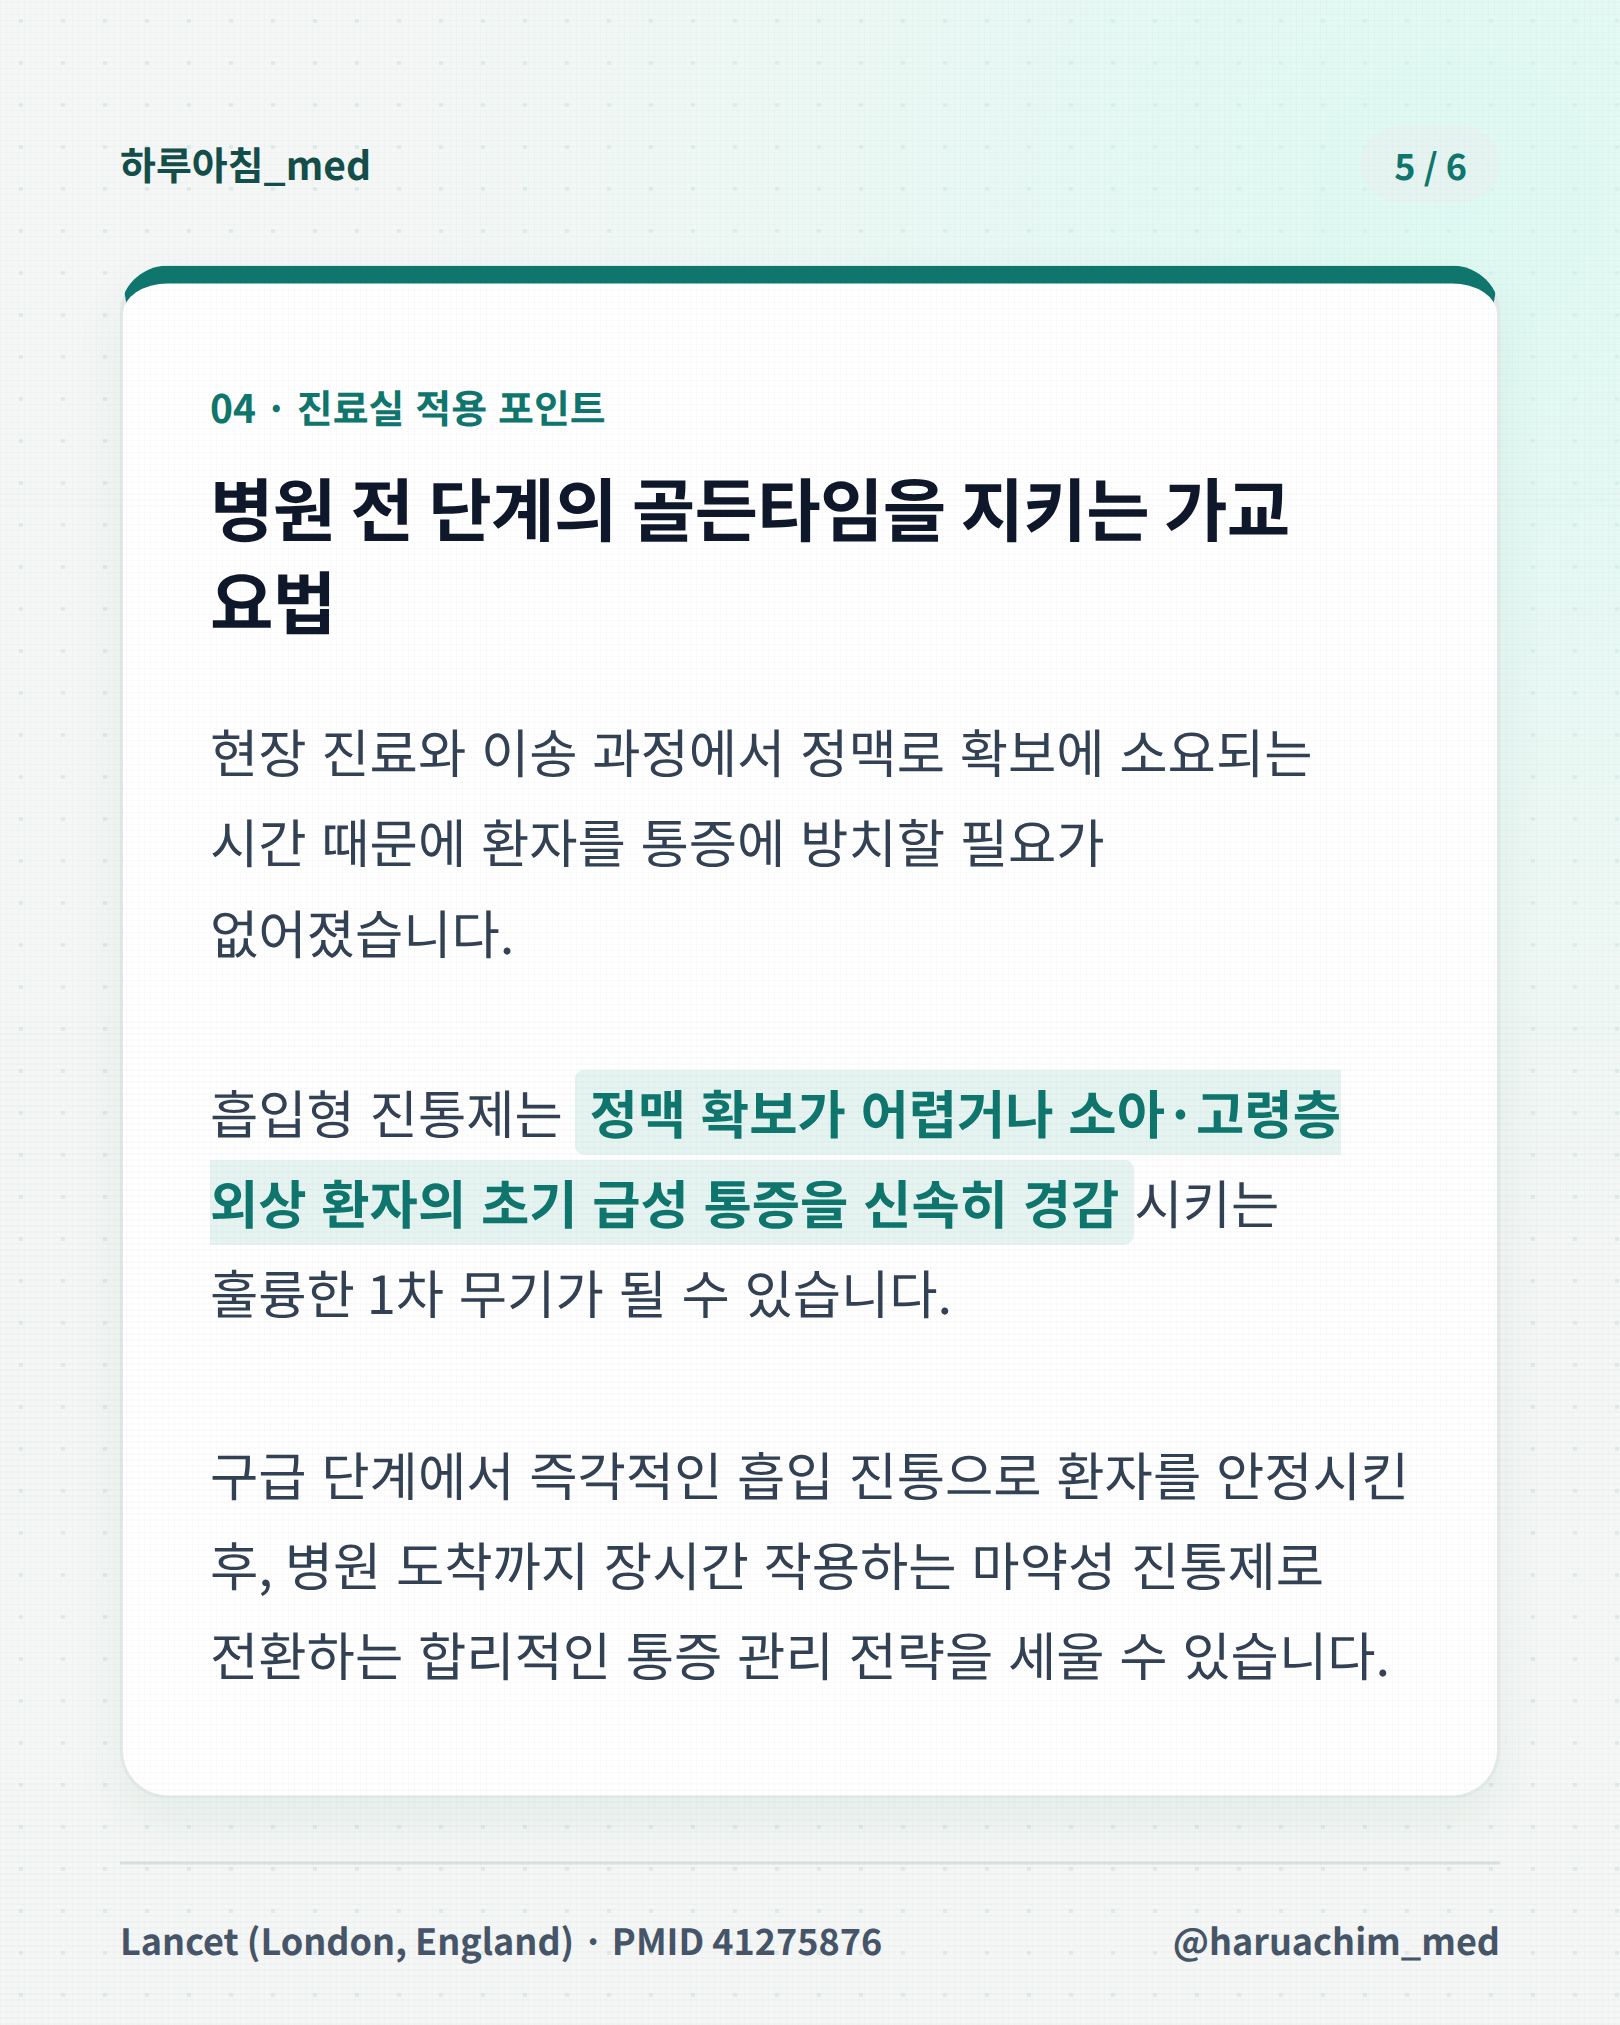 하루아침_med
5 / 6
04 · 진료실 적용 포인트
병원 전 단계의 골든타임을 지키는 가교
요법
현장 진료와 이송 과정에서 정맥로 확보에 소요되는
시간 때문에 환자를 통증에 방치할 필요가
없어졌습니다.
흡입형 진통제는 정맥 확보가 어렵거나 소아·고령층
외상 환자의 초기 급성 통증을 신속히 경감시키는
훌륭한 1차 무기가 될 수 있습니다.
구급 단계에서 즉각적인 흡입 진통으로 환자를 안정시킨
후, 병원 도착까지 장시간 작용하는 마약성 진통제로
전환하는 합리적인 통증 관리 전략을 세울 수 있습니다.
Lancet (London, England) · PMID 41275876
@haruachim_med